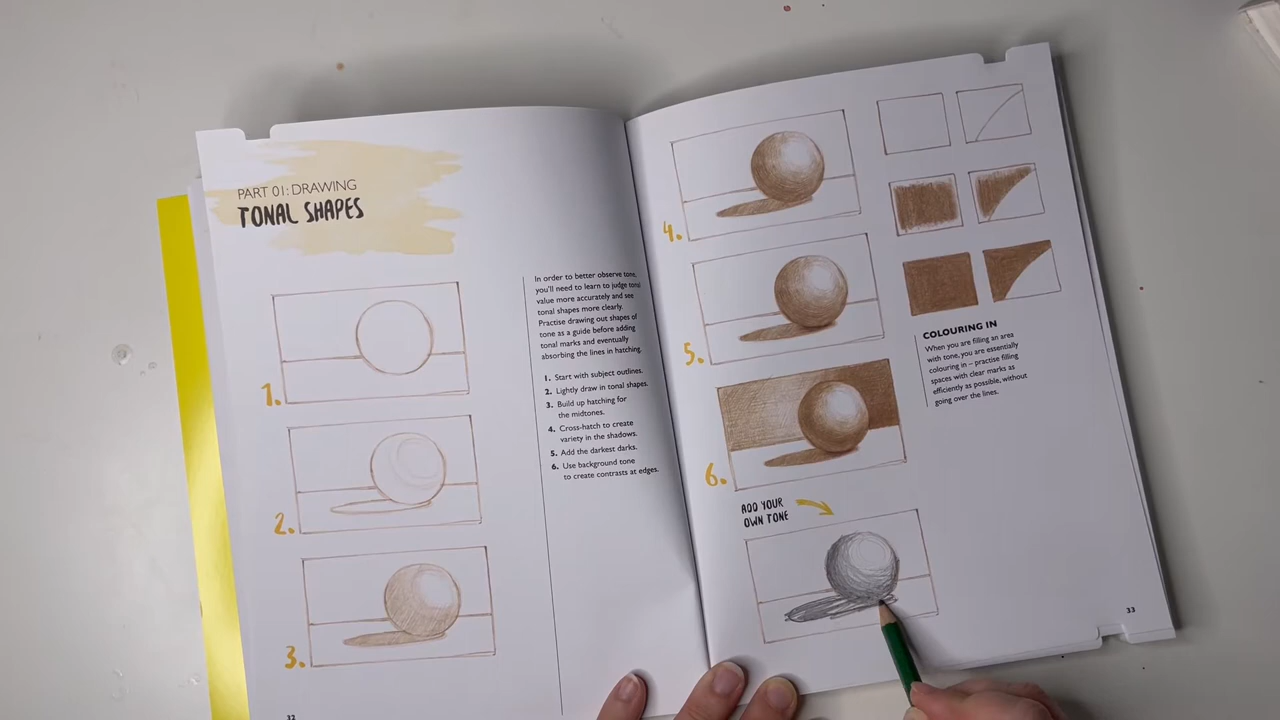 PART 01: DRAWING
TONAL SHAPES
1.
2.
3.
In order to better observe tone,
you'll need to learn to judge tonal
value more accurately and see
tonal shapes more clearly.
Practise drawing out shapes of
tone as a guide before adding
tonal marks and eventually
absorbing the lines in hatching.
1. Start with subject outlines.
2. Lightly draw in tonal shapes.
3. Build up hatching for
the midtones.
4. Cross-hatch to create
variety in the shadows.
5. Add the darkest darks.
6. Use background tone
to create contrasts at edges.
32
4.
5.
6.
ADD YOUR
OWN TONE
COLOURING IN
When you are filling an area
with tone, you are essentially
colouring in – practise filling
spaces with clear marks as
efficiently as possible, without
going over the lines.
33